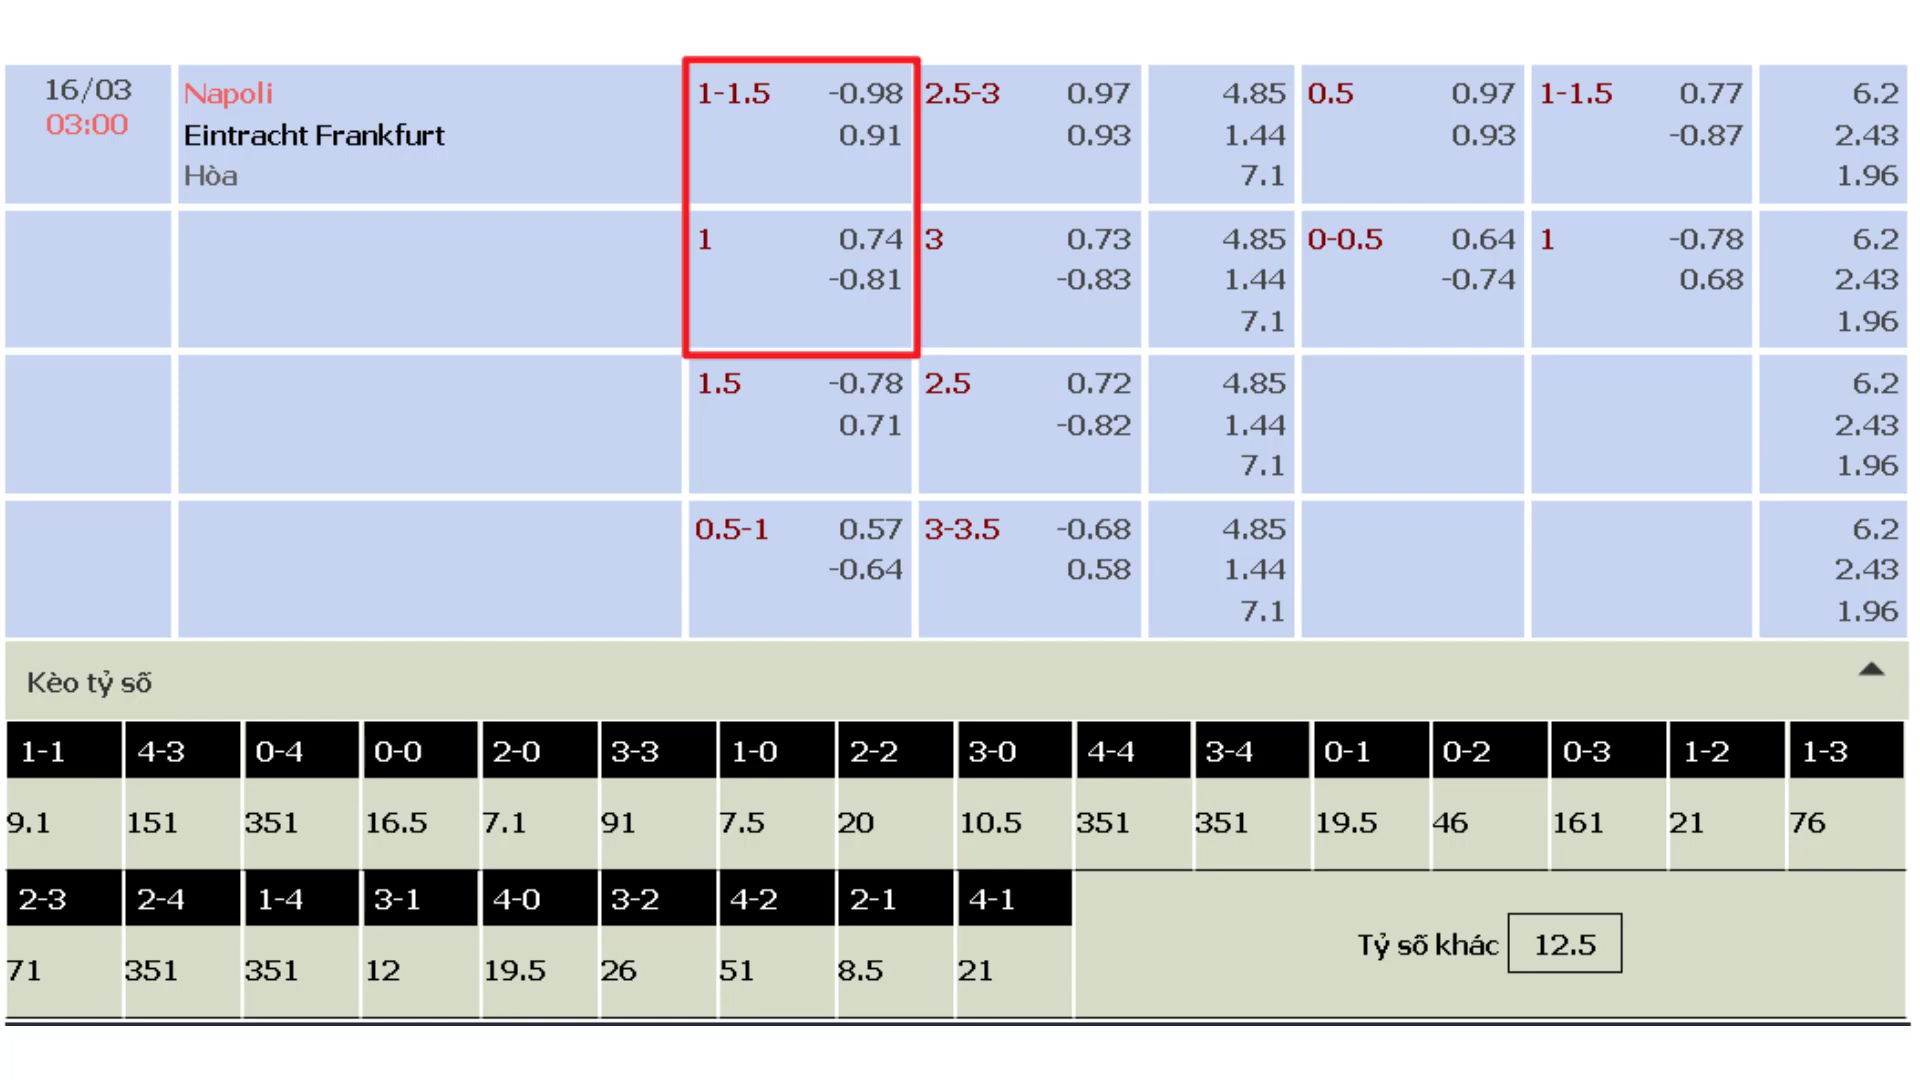 16/03 Napoli 1-1.5 -0.98 2.5-3 0.97 4.85 0.5 0.97 1-1.5 0.77 6.2
03:00 Eintracht Frankfurt 0.91 0.93 1.44 0.93 -0.87 2.43
Hòa 7.1 1.96
1 0.74 3 0.73 4.85 0-0.5 0.64 1 -0.78 6.2
-0.81 -0.83 1.44 -0.74 0.68 2.43
7.1 1.96
1.5 -0.78 2.5 0.72 4.85 6.2
0.71 -0.82 1.44 2.43
7.1 1.96
0.5-1 0.57 3-3.5 -0.68 4.85 6.2
-0.64 0.58 1.44 2.43
7.1 1.96
Kèo tỷ số
1-1 4-3 0-4 0-0 2-0 3-3 1-0 2-2 3-0 4-4 3-4 0-1 0-2 0-3 1-2 1-3
9.1 151 351 16.5 7.1 91 7.5 20 10.5 351 351 19.5 46 161 21 76
2-3 2-4 1-4 3-1 4-0 3-2 4-2 2-1 4-1
71 351 351 12 19.5 26 51 8.5 21
Tỷ số khác 12.5